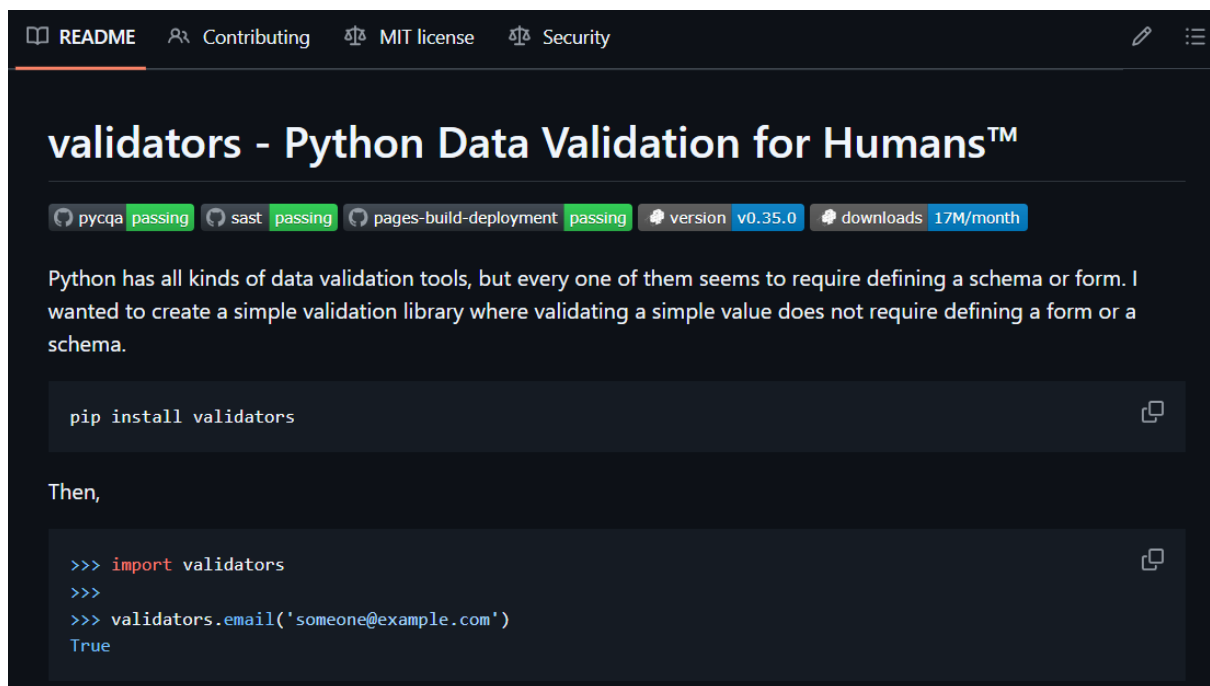 README Contributing MIT license Security
validators - Python Data Validation for Humans™
pycqa passing sast passing pages-build-deployment passing version v0.35.0 downloads 17M/month
Python has all kinds of data validation tools, but every one of them seems to require defining a schema or form. I
wanted to create a simple validation library where validating a simple value does not require defining a form or a
schema.
pip install validators
Then,
>>> import validators
>>>
>>> validators.email('someone@example.com')
True